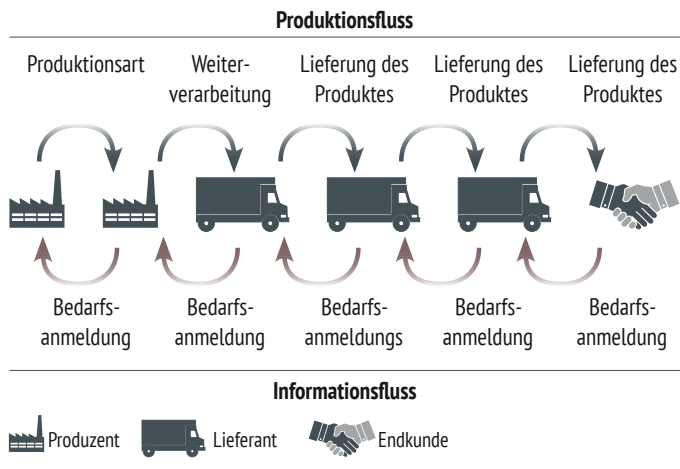 Produktionsfluss
Produktionsart
Weiter-
verarbeitung
Lieferung des
Produktes
Lieferung des
Produktes
Lieferung des
Produktes
Bedarfs-
anmeldung
Bedarfs-
anmeldung
Bedarfs-
anmeldungs
Bedarfs-
anmeldung
Bedarfs-
anmeldung
Informationsfluss
Produzent
Lieferant
Endkunde